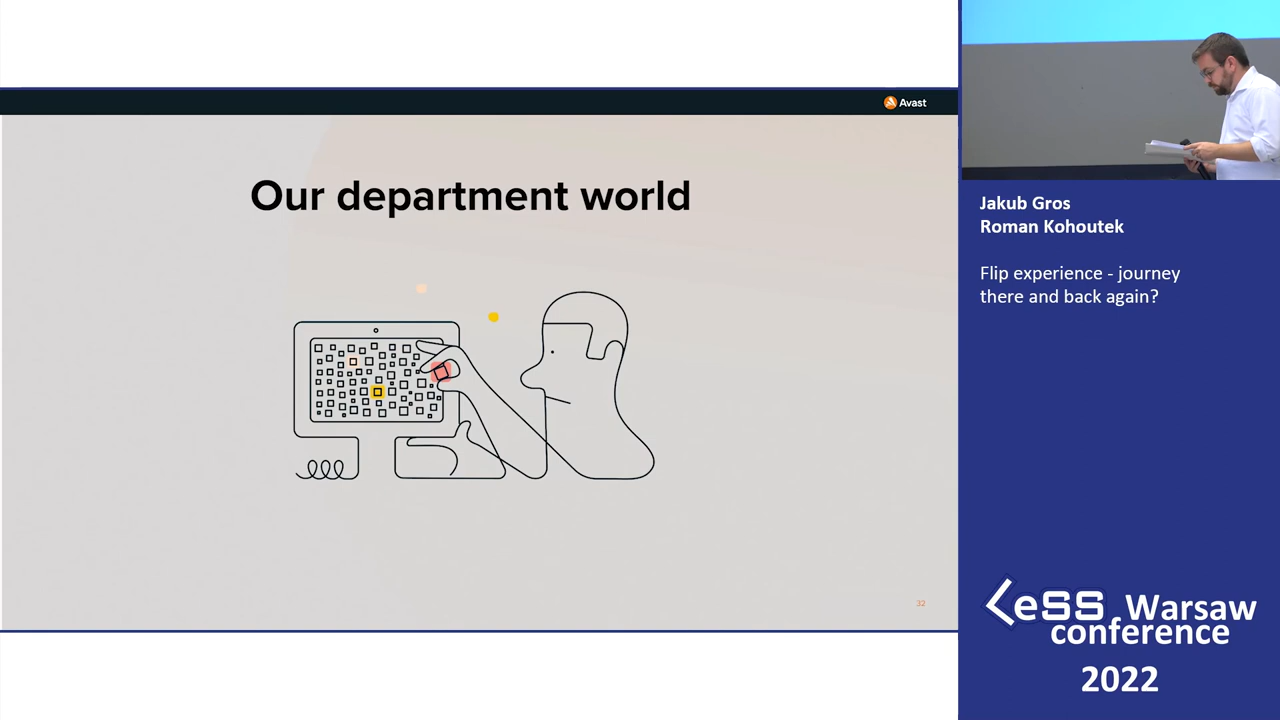 Avast
Our department world
32
Jakub Gros
Roman Kohoutek
Flip experience - journey
there and back again?
LeSS Warsaw
conference
2022